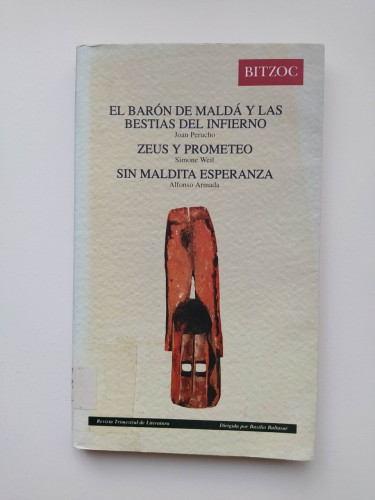 BITZOC
EL BARÓN DE MALDÁ Y LAS
BESTIAS DEL INFIERNO
Joan Perucho
ZEUS Y PROMETEO
Simone Weil
SIN MALDITA ESPERANZA
Alfonso Armada
Revista Trimestral de Literatura
Dirigida por Basilio Baltasar